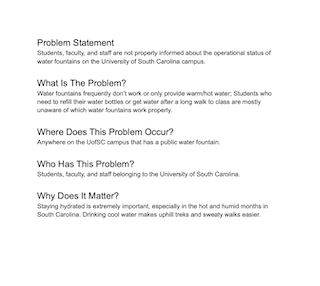 Problem Statement
Students, faculty, and staff are not properly informed about the operational status of
water fountains on the University of South Carolina campus.
What Is The Problem?
Water fountains frequently don't work or only provide warm/hot water; Students who
need to refill their water bottles or get water after a long walk to class are mostly
unaware of which water fountains work properly.
Where Does This Problem Occur?
Anywhere on the UofSC campus that has a public water fountain.
Who Has This Problem?
Students, faculty, and staff belonging to the University of South Carolina.
Why Does It Matter?
Staying hydrated is extremely important, especially in the hot and humid months in
South Carolina. Drinking cool water makes uphill treks and sweaty walks easier.